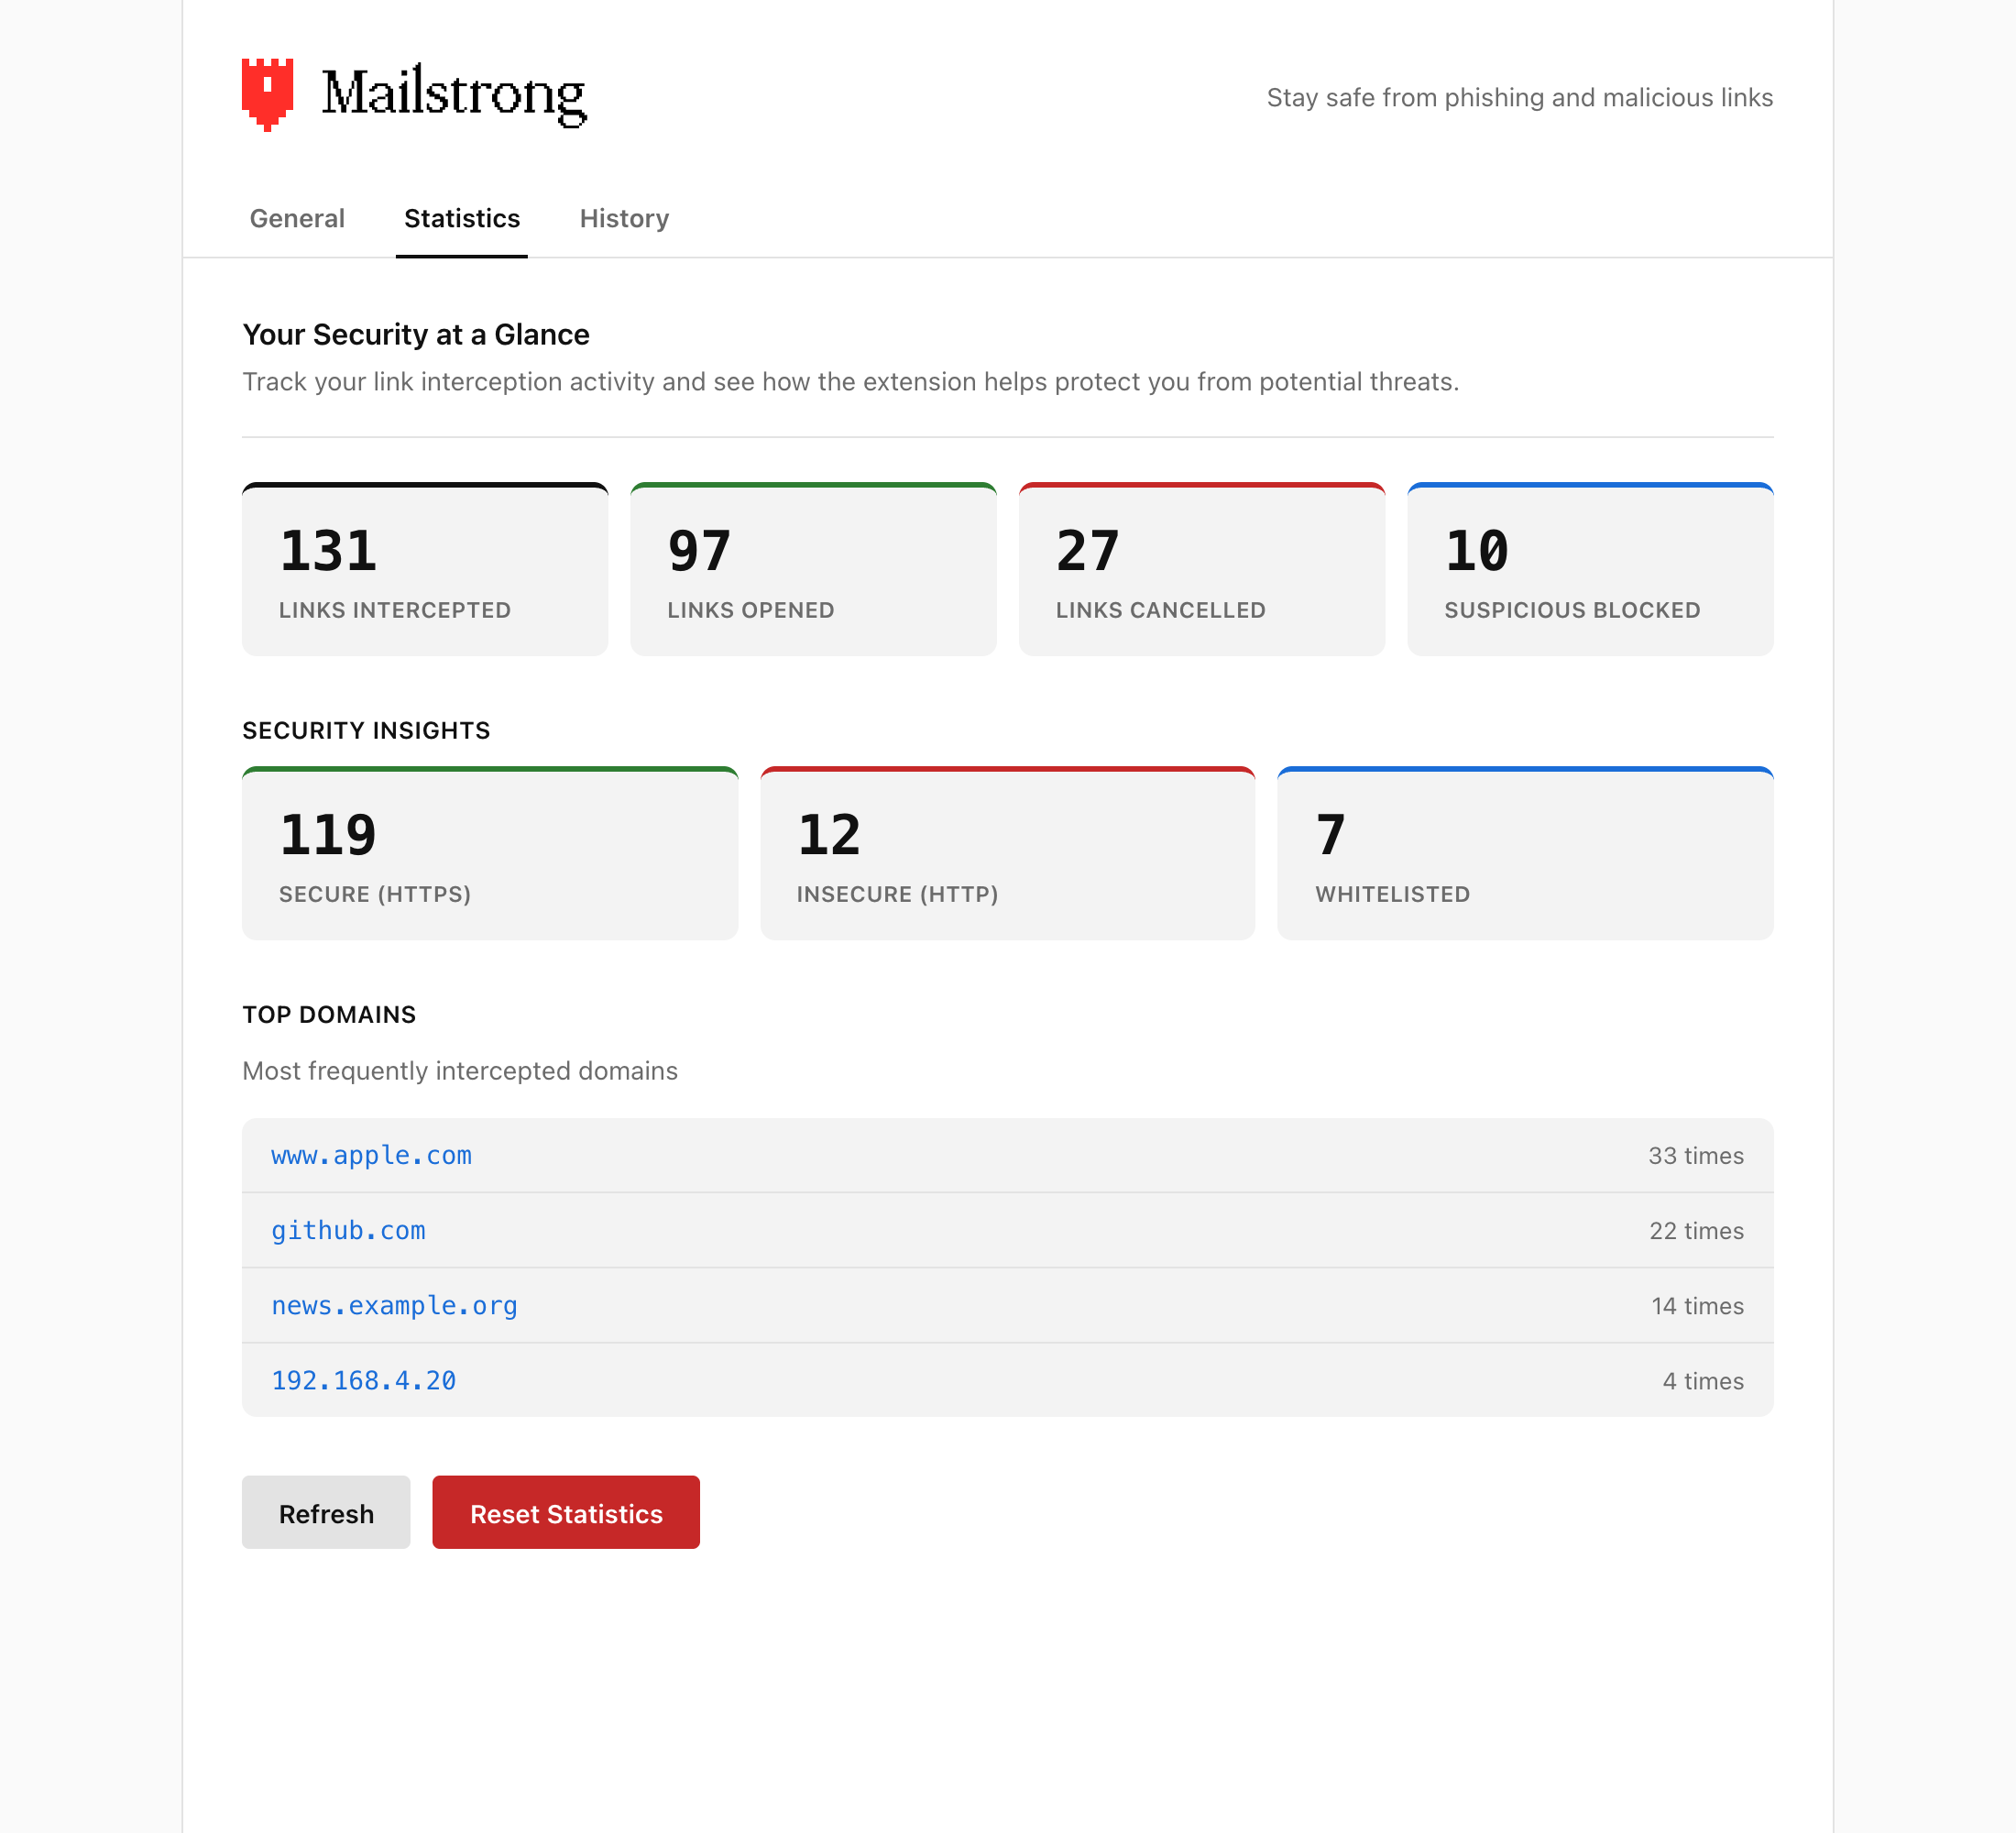 Mailstrong
Stay safe from phishing and malicious links
General
Statistics
History
Your Security at a Glance
Track your link interception activity and see how the extension helps protect you from potential threats.
131
LINKS INTERCEPTED
97
LINKS OPENED
27
LINKS CANCELLED
10
SUSPICIOUS BLOCKED
SECURITY INSIGHTS
119
SECURE (HTTPS)
12
INSECURE (HTTP)
7
WHITELISTED
TOP DOMAINS
Most frequently intercepted domains
www.apple.com
33 times
github.com
22 times
news.example.org
14 times
192.168.4.20
4 times
Refresh
Reset Statistics